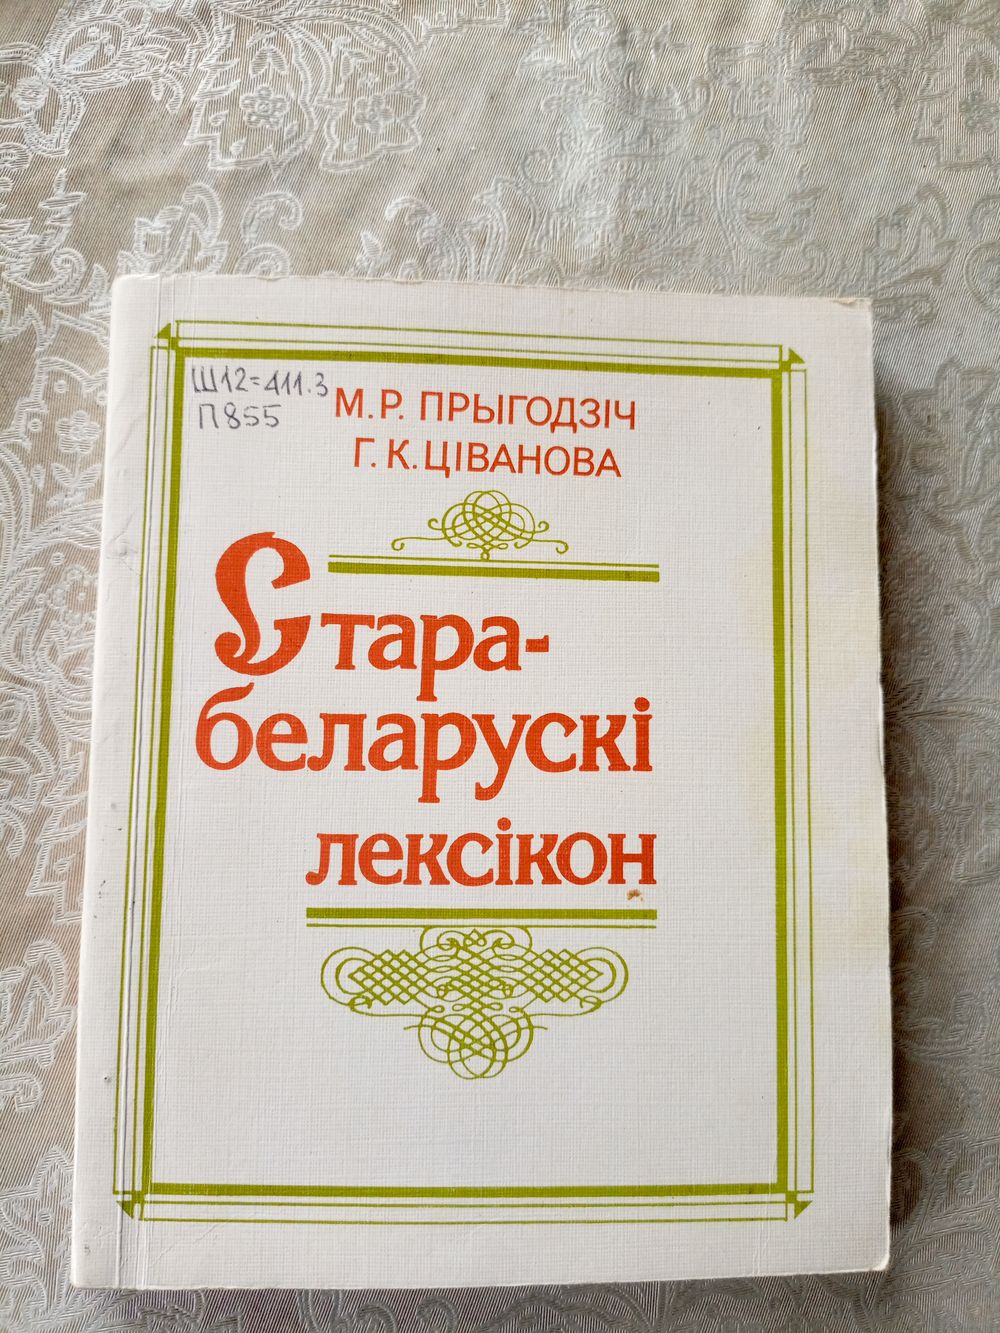 Ш12=411.3
П855
М.Р. ПРЫГОДЗІЧ
Г.К.ЦІВАНОВА
Стара-
беларускі
лексікон